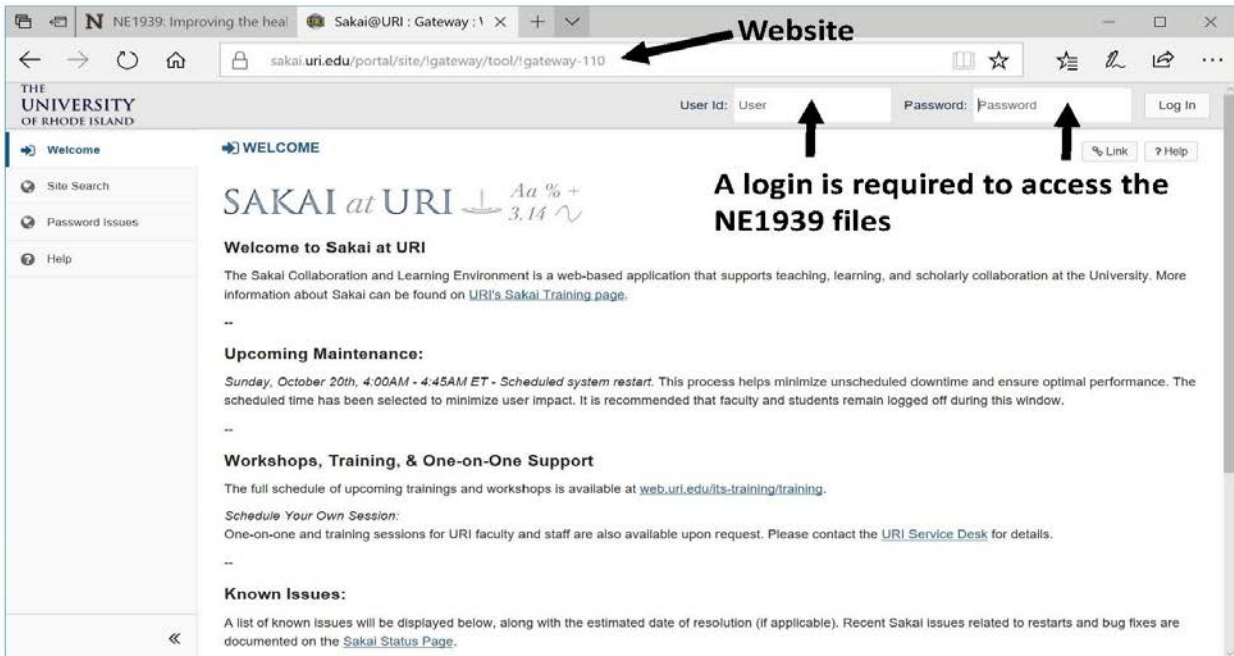 N NE1939: Improving the heal
Sakai@URI : Gateway : \
Website
sakai.uri.edu/portal/site/!gateway/tool/!gateway-110
THE
UNIVERSITY
OF RHODE ISLAND
User Id: User
Password: Password
Log In
Welcome
Site Search
Password Issues
Help
WELCOME
Link
? Help
A login is required to access the
NE1939 files
SAKAI at URI
Aa % +
3.14
Welcome to Sakai at URI
The Sakai Collaboration and Learning Environment is a web-based application that supports teaching, learning, and scholarly collaboration at the University. More
information about Sakai can be found on URI's Sakai Training page.
--
Upcoming Maintenance:
Sunday, October 20th, 4:00AM - 4:45AM ET - Scheduled system restart. This process helps minimize unscheduled downtime and ensure optimal performance. The
scheduled time has been selected to minimize user impact. It is recommended that faculty and students remain logged off during this window.
--
Workshops, Training, & One-on-One Support
The full schedule of upcoming trainings and workshops is available at web.uri.edu/its-training/training.
Schedule Your Own Session:
One-on-one and training sessions for URI faculty and staff are also available upon request. Please contact the URI Service Desk for details.
--
Known Issues:
A list of known issues will be displayed below, along with the estimated date of resolution (if applicable). Recent Sakai issues related to restarts and bug fixes are
documented on the Sakai Status Page.